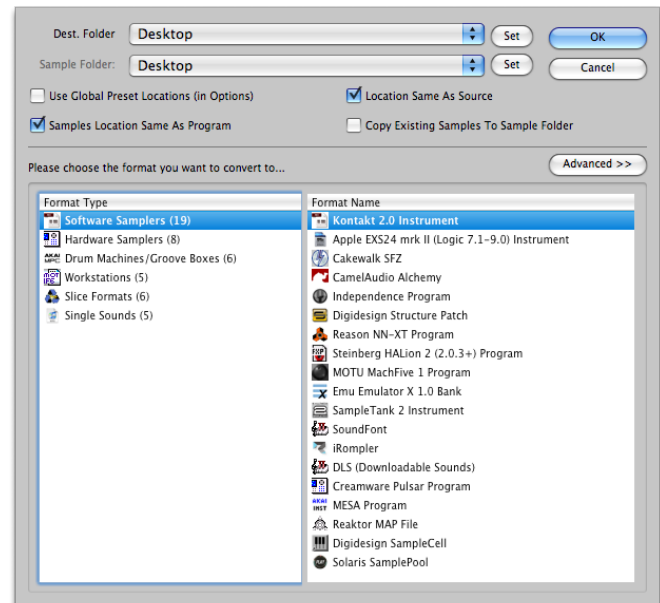 Dest. Folder Desktop Set OK
Sample Folder: Desktop Set Cancel
Use Global Preset Locations (in Options) Location Same As Source
Samples Location Same As Program Copy Existing Samples To Sample Folder
Please choose the format you want to convert to... Advanced >>
Format Type
Software Samplers (19)
Hardware Samplers (8)
Drum Machines/Groove Boxes (6)
Workstations (5)
Slice Formats (6)
Single Sounds (5)
Format Name
Kontakt 2.0 Instrument
Apple EXS24 mrk II (Logic 7.1-9.0) Instrument
Cakewalk SFZ
CamelAudio Alchemy
Independence Program
Digidesign Structure Patch
Reason NN-XT Program
Steinberg HALion 2 (2.0.3+) Program
MOTU MachFive 1 Program
Emu Emulator X 1.0 Bank
SampleTank 2 Instrument
SoundFont
iRompler
DLS (Downloadable Sounds)
Creamware Pulsar Program
MESA Program
Reaktor MAP File
Digidesign SampleCell
Solaris SamplePool